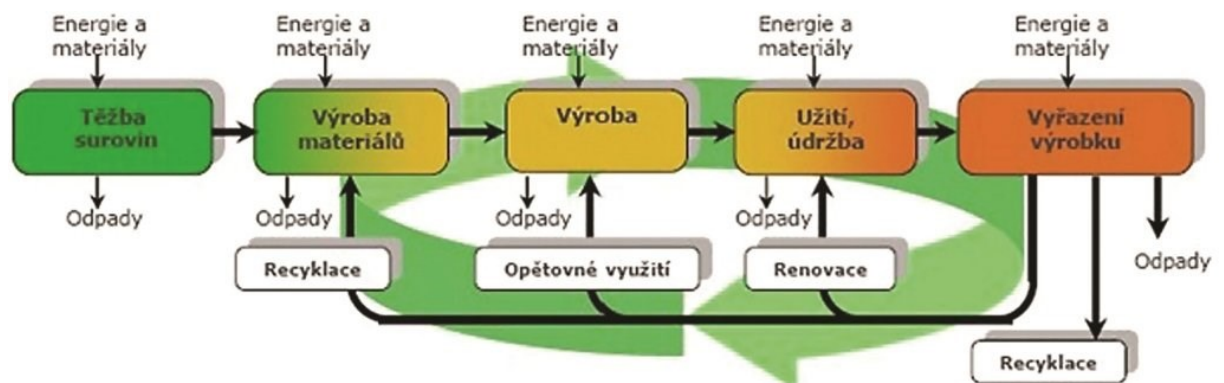 Energie a
materiály
Energie a
materiály
Energie a
materiály
Energie a
materiály
Energie a
materiály
Těžba
surovin
Výroba
materiálů
Výroba
Užití,
údržba
Vyřazení
výrobku
Odpady
Odpady
Odpady
Odpady
Odpady
Recyklace
Opětovné využití
Renovace
Recyklace